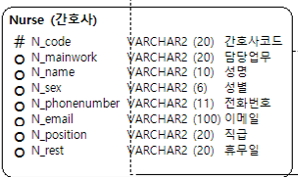 Nurse (간호사)
# N_code VARCHAR2 (20) 간호사코드
o N_mainwork VARCHAR2 (20) 담당업무
o N_name VARCHAR2 (10) 성명
o N_sex VARCHAR2 (6) 성별
o N_phonenumber VARCHAR2 (11) 전화번호
o N_email VARCHAR2 (100) 이메일
o N_position VARCHAR2 (20) 직급
o N_rest VARCHAR2 (20) 휴무일